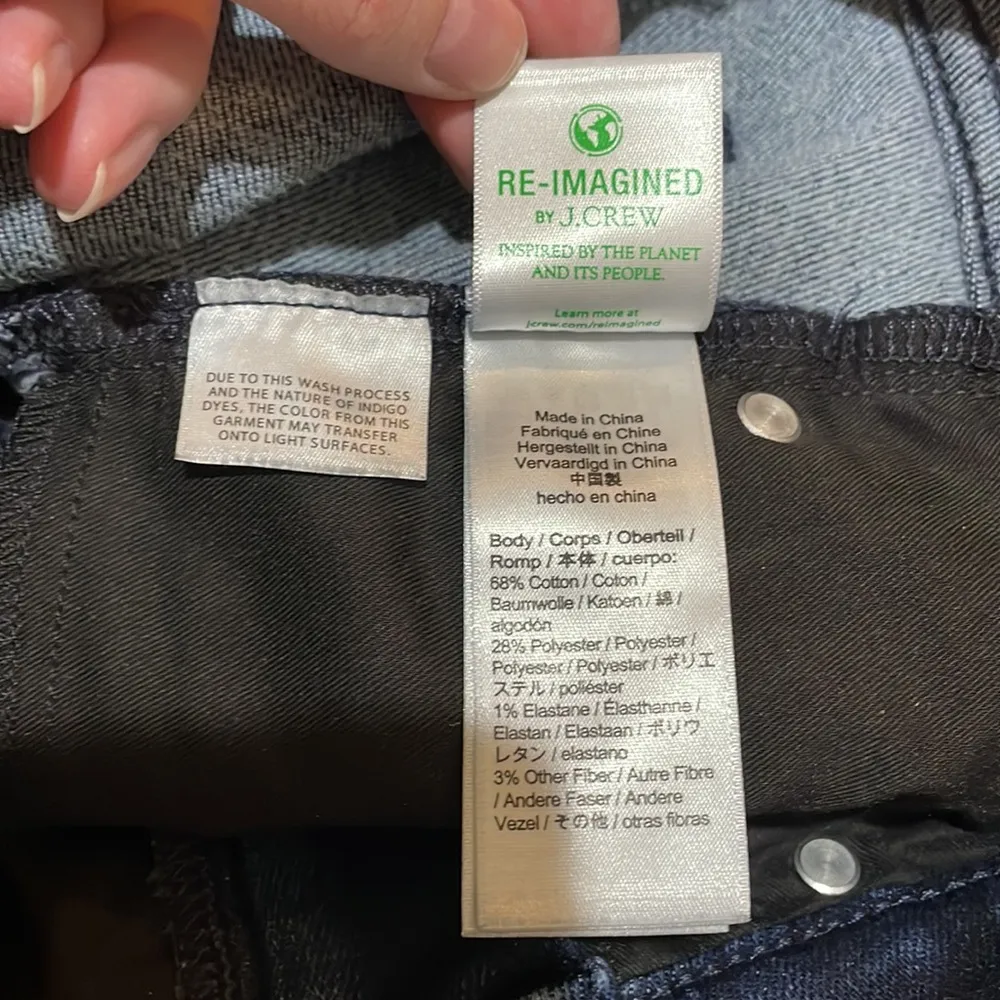 RE-IMAGINED
BY J.CREW
INSPIRED BY THE PLANET
AND ITS PEOPLE.
Learn more at
jcrew.com/reimagined
DUE TO THIS WASH PROCESS
AND THE NATURE OF INDIGO
DYES, THE COLOR FROM THIS
GARMENT MAY TRANSFER
ONTO LIGHT SURFACES.
Made in China
Fabriqué en Chine
Hergestellt in China
Vervaardigd in China
中国製
hecho en china
Body / Corps / Oberteil /
Romp / 本体 / cuerpo:
68% Cotton / Coton /
Baumwolle / Katoen / 綿 /
algodón
28% Polyester / Polyester /
Polyester / Polyester / ポリエ
ステル / poliéster
1% Elastane / Élasthanne /
Elastan / Elastaan / ポリウ
レタン / elastano
3% Other Fiber / Autre Fibre
/ Andere Faser / Andere
Vezel / その他 / otras fibras